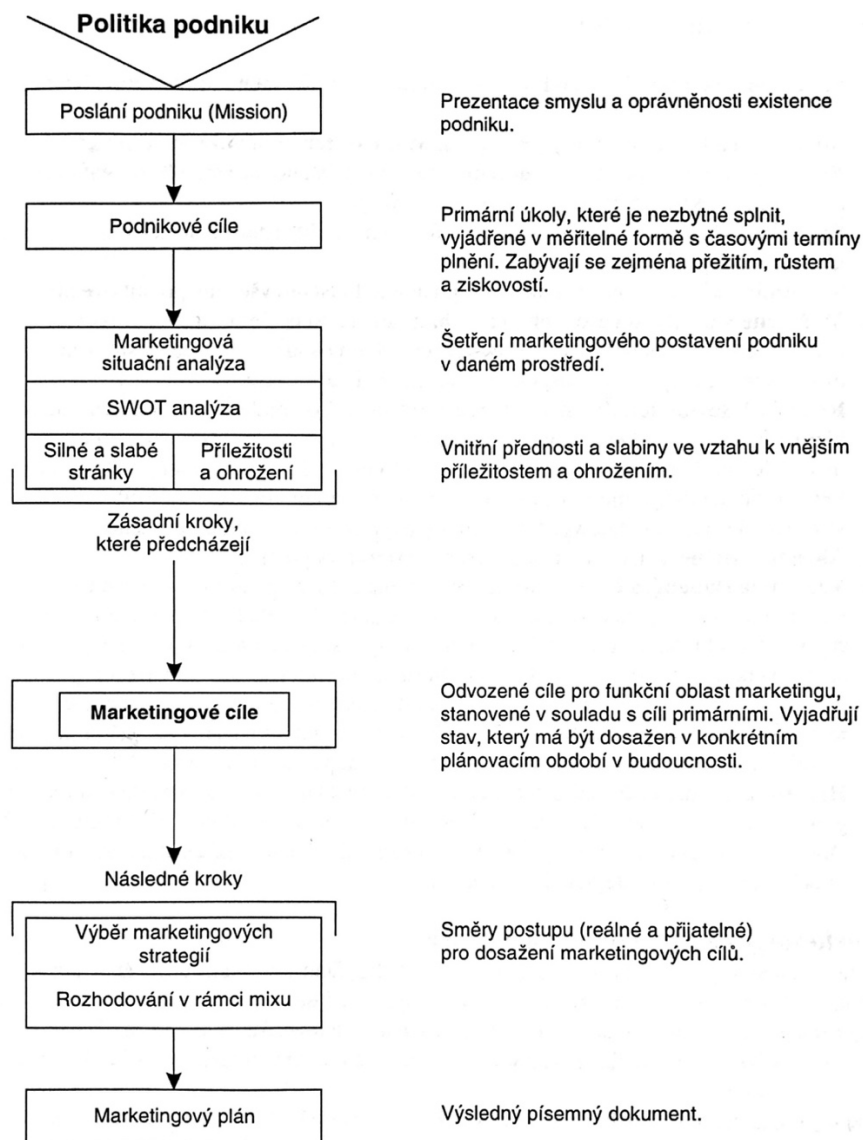 Politika podniku
Poslání podniku (Mission)
Prezentace smyslu a oprávněnosti existence
podniku.
Podnikové cíle
Primární úkoly, které je nezbytné splnit,
vyjádřené v měřitelné formě s časovými termíny
plnění. Zabývají se zejména přežitím, růstem
a ziskovostí.
Marketingová
situační analýza
Šetření marketingového postavení podniku
v daném prostředí.
SWOT analýza
Silné a slabé
stránky
Příležitosti
a ohrožení
Vnitřní přednosti a slabiny ve vztahu k vnějším
příležitostem a ohrožením.
Zásadní kroky,
které předcházejí
Marketingové cíle
Odvozené cíle pro funkční oblast marketingu,
stanovené v souladu s cíli primárními. Vyjadřují
stav, který má být dosažen v konkrétním
plánovacím období v budoucnosti.
Následné kroky
Výběr marketingových
strategií
Směry postupu (reálné a přijatelné)
pro dosažení marketingových cílů.
Rozhodování v rámci mixu
Marketingový plán
Výsledný písemný dokument.